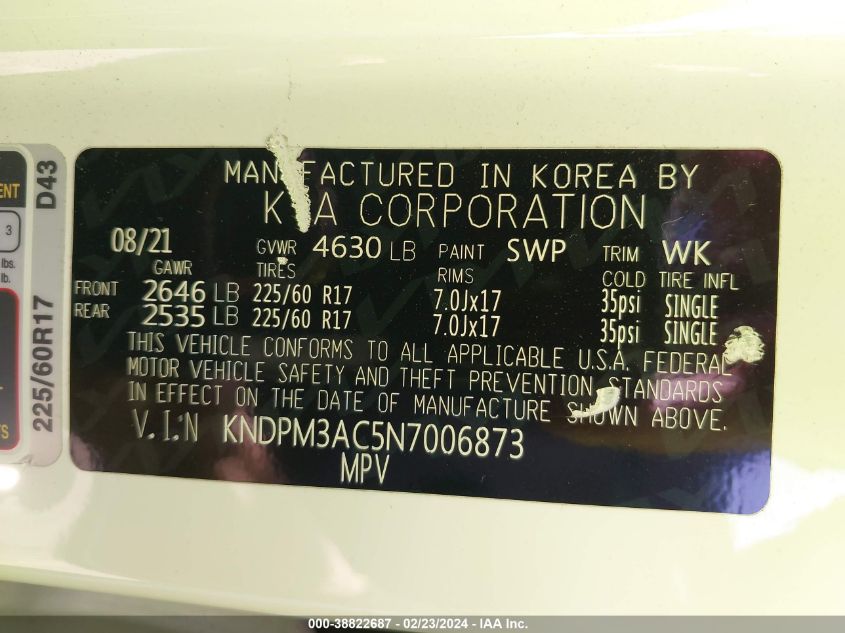 MANUFACTURED IN KOREA BY
KIA CORPORATION
08/21 GVWR 4630 LB PAINT SWP TRIM WK
GAWR TIRES RIMS COLD TIRE INFL
FRONT 2646 LB 225/60 R17 7.0Jx17 35psi SINGLE
REAR 2535 LB 225/60 R17 7.0Jx17 35psi SINGLE
THIS VEHICLE CONFORMS TO ALL APPLICABLE U.S.A. FEDERAL
MOTOR VEHICLE SAFETY AND THEFT PREVENTION STANDARDS
IN EFFECT ON THE DATE OF MANUFACTURE SHOWN ABOVE.
V.I.N KNDPM3AC5N7006873
MPV
3
lbs.
lb.
225/60R17 D43
000-38822687 - 02/23/2024 - IAA Inc.